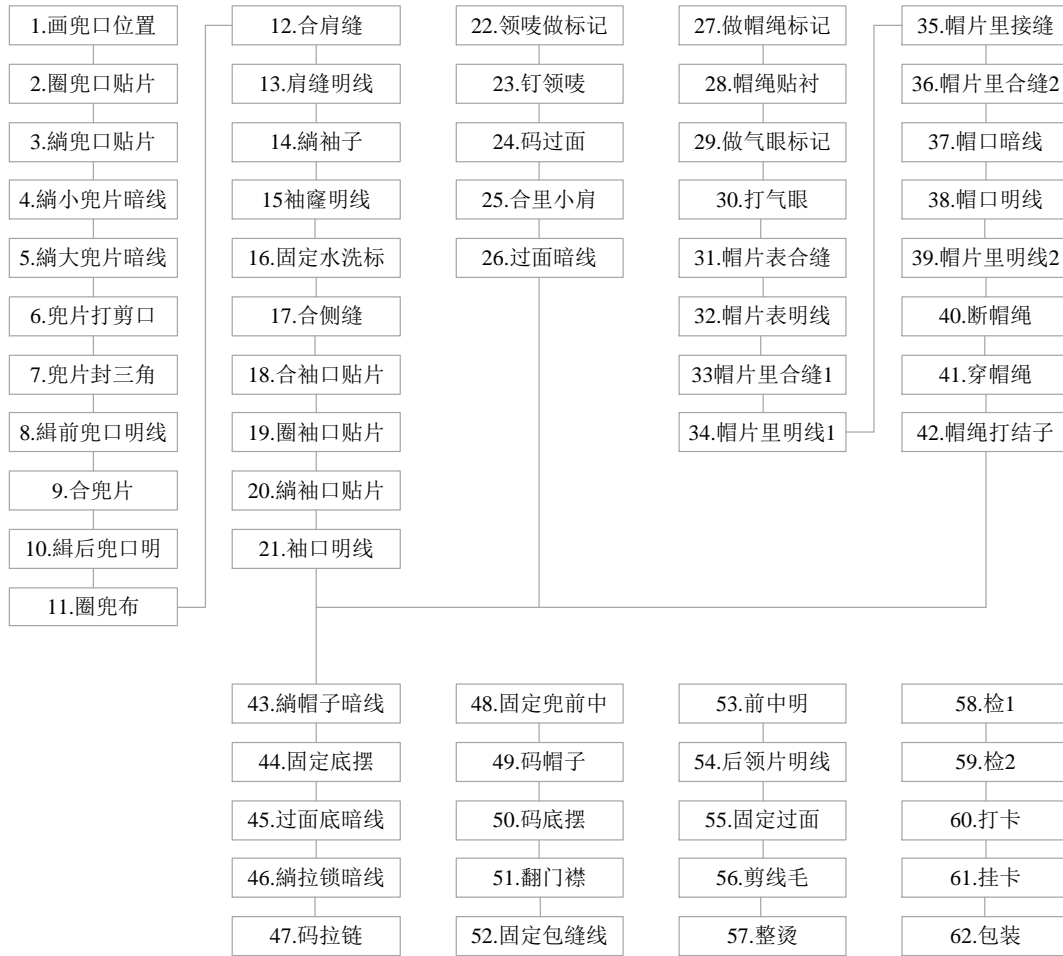 1.画兜口位置
2.圈兜口贴片
3.緔兜口贴片
4.緔小兜片暗线
5.緔大兜片暗线
6.兜片打剪口
7.兜片封三角
8.緝前兜口明线
9.合兜片
10.緝后兜口明
11.圈兜布
12.合肩缝
13.肩缝明线
14.緔袖子
15袖窿明线
16.固定水洗标
17.合侧缝
18.合袖口贴片
19.圈袖口贴片
20.緔袖口贴片
21.袖口明线
22.领唛做标记
23.钉领唛
24.码过面
25.合里小肩
26.过面暗线
27.做帽绳标记
28.帽绳贴衬
29.做气眼标记
30.打气眼
31.帽片表合缝
32.帽片表明线
33帽片里合缝1
34.帽片里明线1
35.帽片里接缝
36.帽片里合缝2
37.帽口暗线
38.帽口明线
39.帽片里明线2
40.断帽绳
41.穿帽绳
42.帽绳打结子
43.緔帽子暗线
44.固定底摆
45.过面底暗线
46.緔拉锁暗线
47.码拉链
48.固定兜前中
49.码帽子
50.码底摆
51.翻门襟
52.固定包缝线
53.前中明
54.后领片明线
55.固定过面
56.剪线毛
57.整烫
58.检1
59.检2
60.打卡
61.挂卡
62.包装